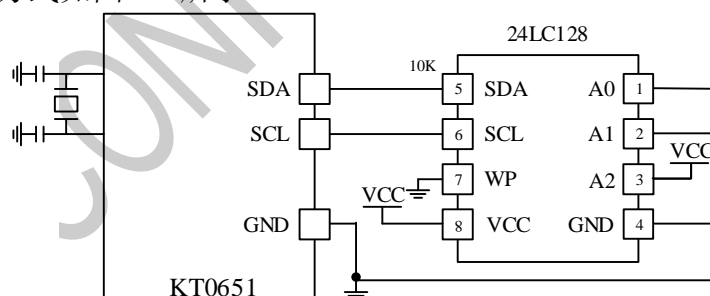 24LC128
10K
SDA 5 SDA A0 1
SCL 6 SCL A1 2
VCC
7 WP A2 3
VCC
GND 8 VCC GND 4
KT0651